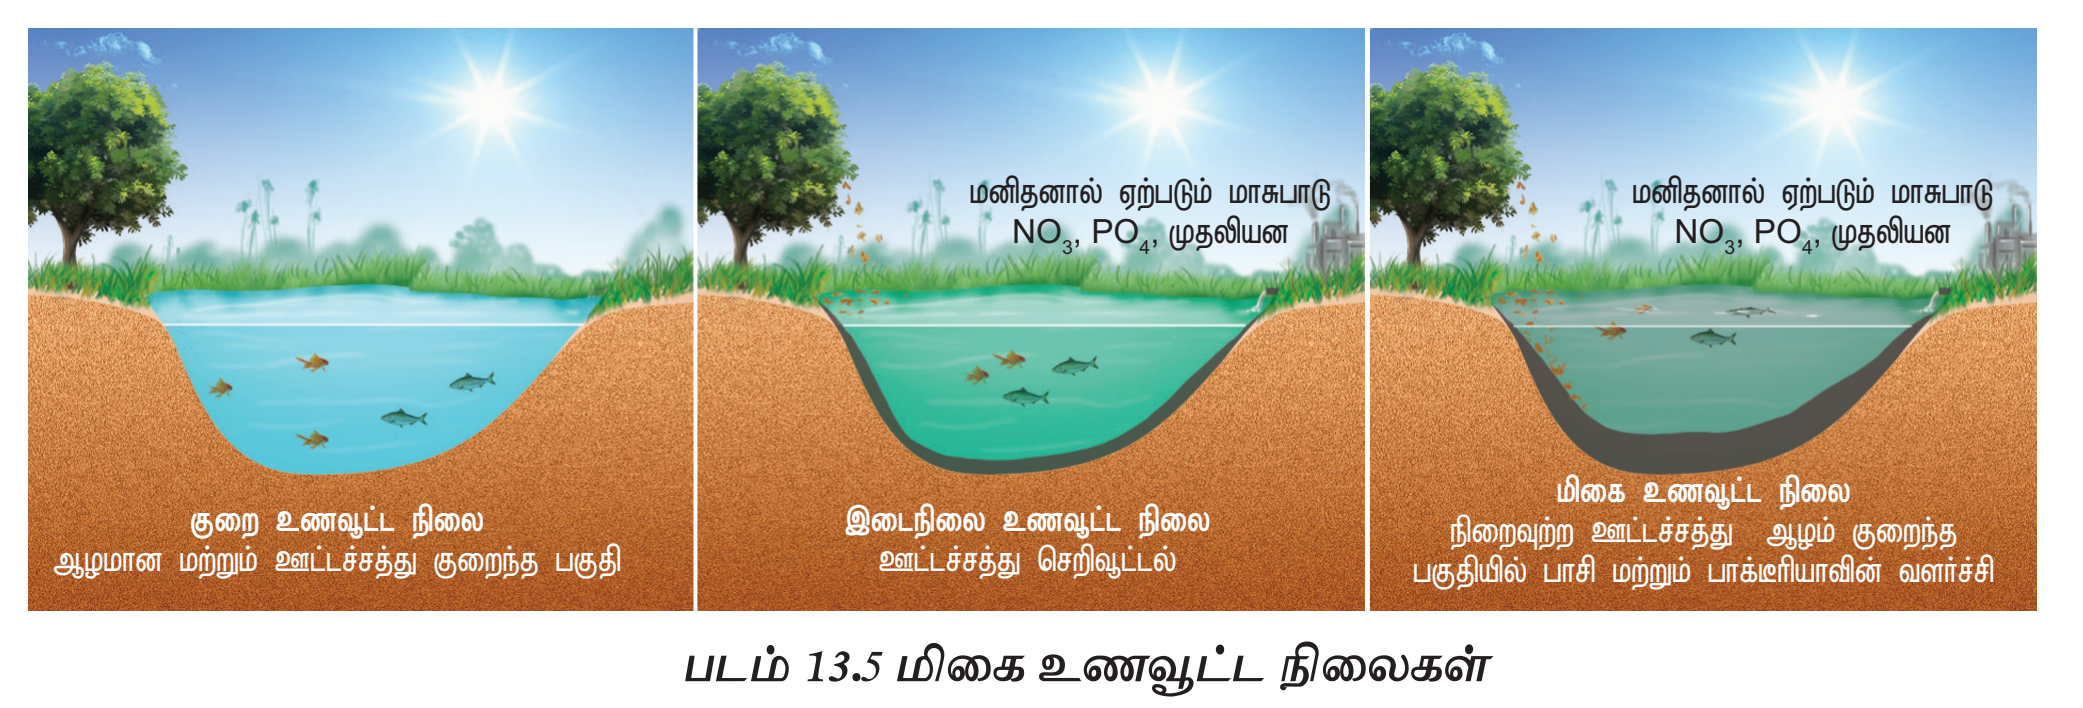 மனிதனால் ஏற்படும் மாசுபாடு
NO3, PO4, முதலியன
மனிதனால் ஏற்படும் மாசுபாடு
NO3, PO4, முதலியன
குறை உணவூட்ட நிலை
ஆழமான மற்றும் ஊட்டச்சத்து குறைந்த பகுதி
இடைநிலை உணவூட்ட நிலை
ஊட்டச்சத்து செறிவூட்டல்
மிகை உணவூட்ட நிலை
நிறைவுற்ற ஊட்டச்சத்து ஆழம் குறைந்த
பகுதியில் பாசி மற்றும் பாக்டீரியாவின் வளர்ச்சி
படம் 13.5 மிகை உணவூட்ட நிலைகள்